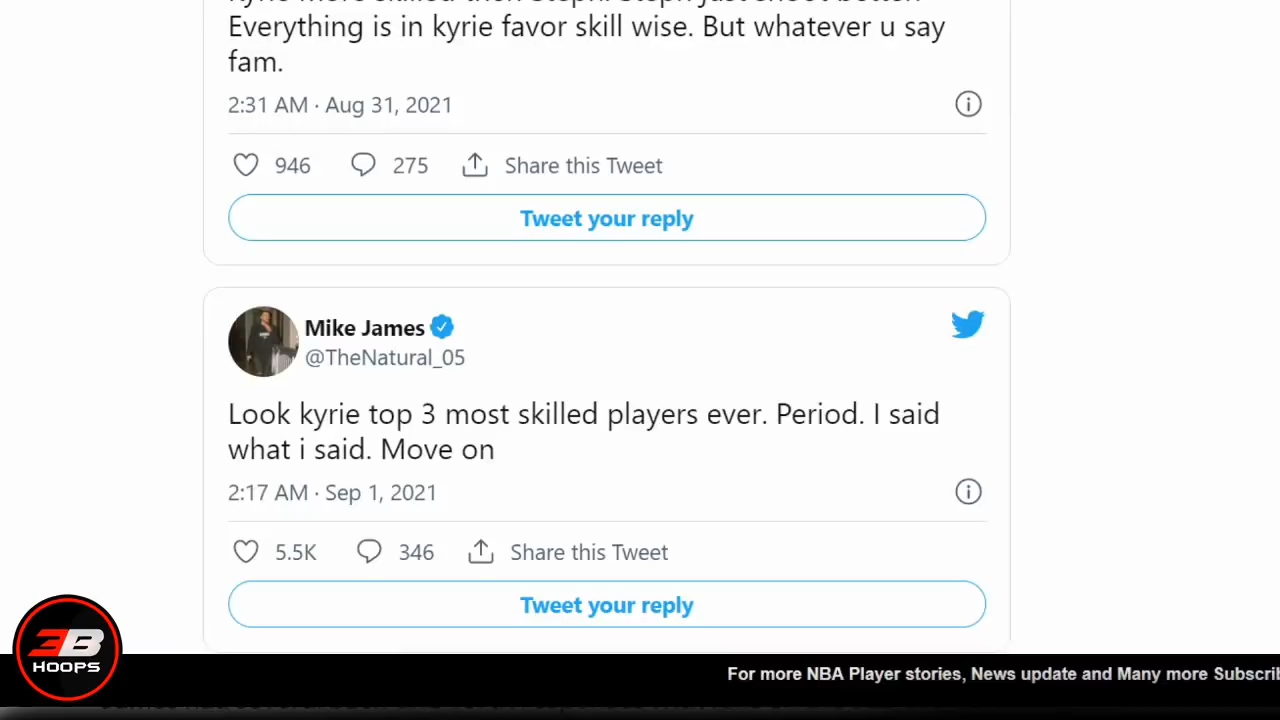 Everything is in kyrie favor skill wise. But whatever u say
fam.
2:31 AM · Aug 31, 2021
946 275 Share this Tweet
Tweet your reply
Mike James
@TheNatural_05
Look kyrie top 3 most skilled players ever. Period. I said
what i said. Move on
2:17 AM · Sep 1, 2021
5.5K 346 Share this Tweet
Tweet your reply
3B
HOOPS
For more NBA Player stories, News update and Many more Subscrib